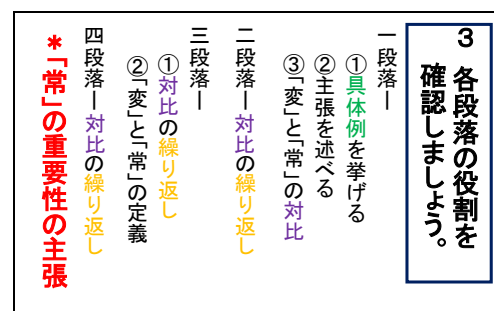 ３ 各段落の役割を
確認しましょう。
一段落ー
①具体例を挙げる
②主張を述べる
③「変」と「常」の対比
二段落ー対比の繰り返し
三段落ー
①対比の繰り返し
②「変」と「常」の定義
四段落ー対比の繰り返し
＊「常」の重要性の主張